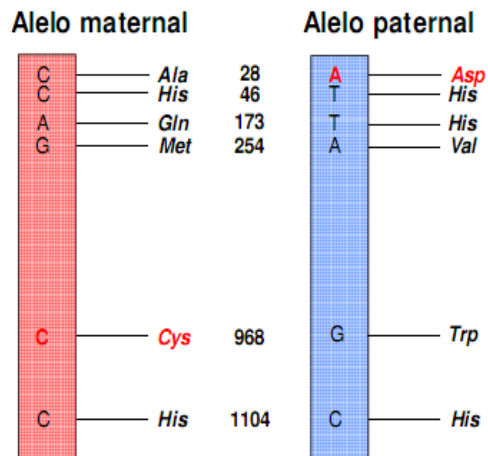 Alelo maternal Alelo paternal
C Ala 28 A Asp
C His 46 T His
A Gln 173 T His
G Met 254 A Val
C Cys 968 G Trp
C His 1104 C His